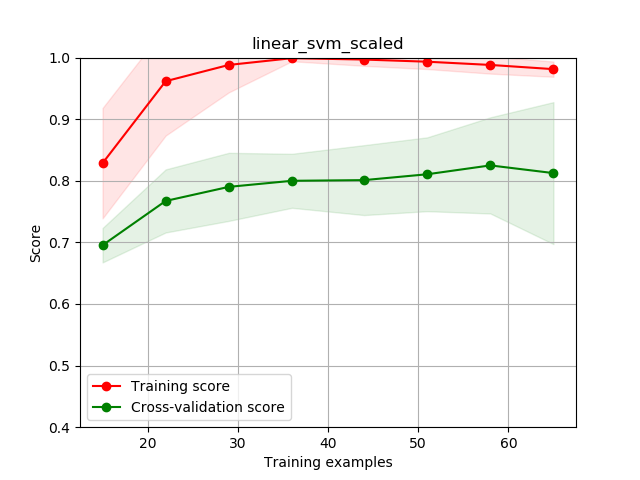 linear_svm_scaled
1.0
0.9
0.8
0.7
0.6
0.5
0.4
Score
Training score
Cross-validation score
20
30
40
50
60
Training examples